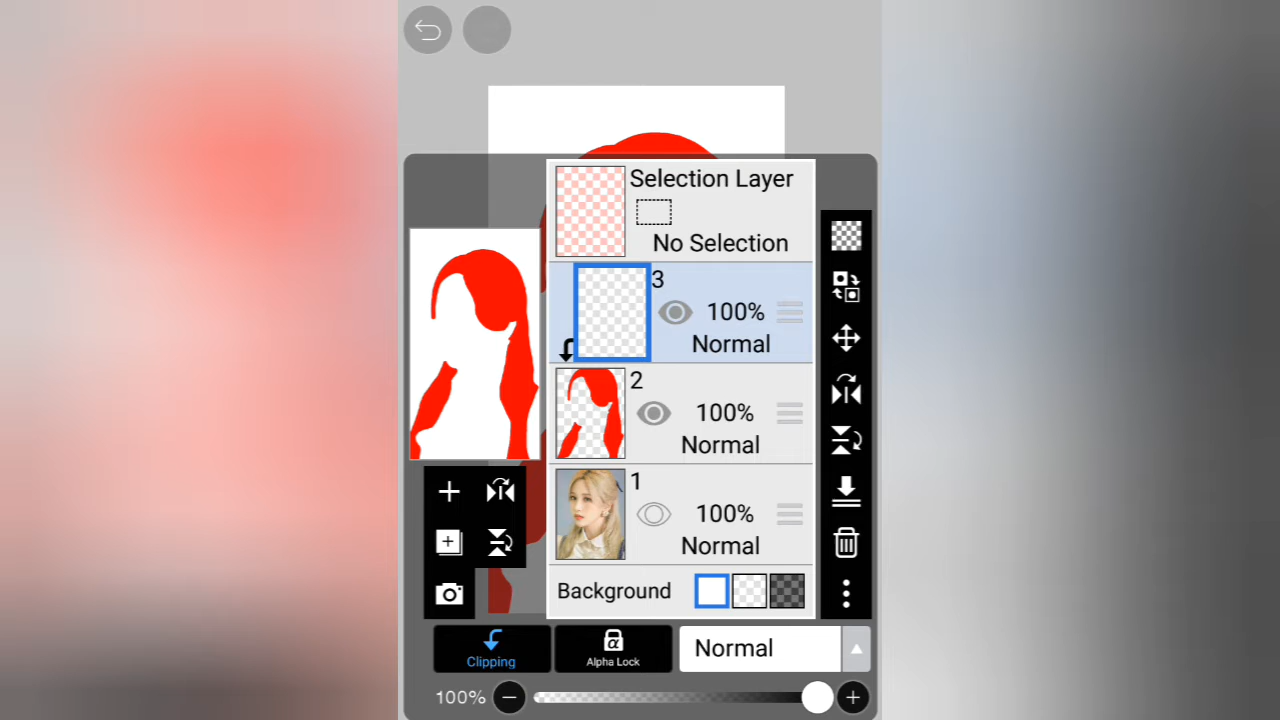 Selection Layer
No Selection
3
100%
Normal
2
100%
Normal
1
100%
Normal
Background
Clipping
α
Alpha Lock
Normal
100%